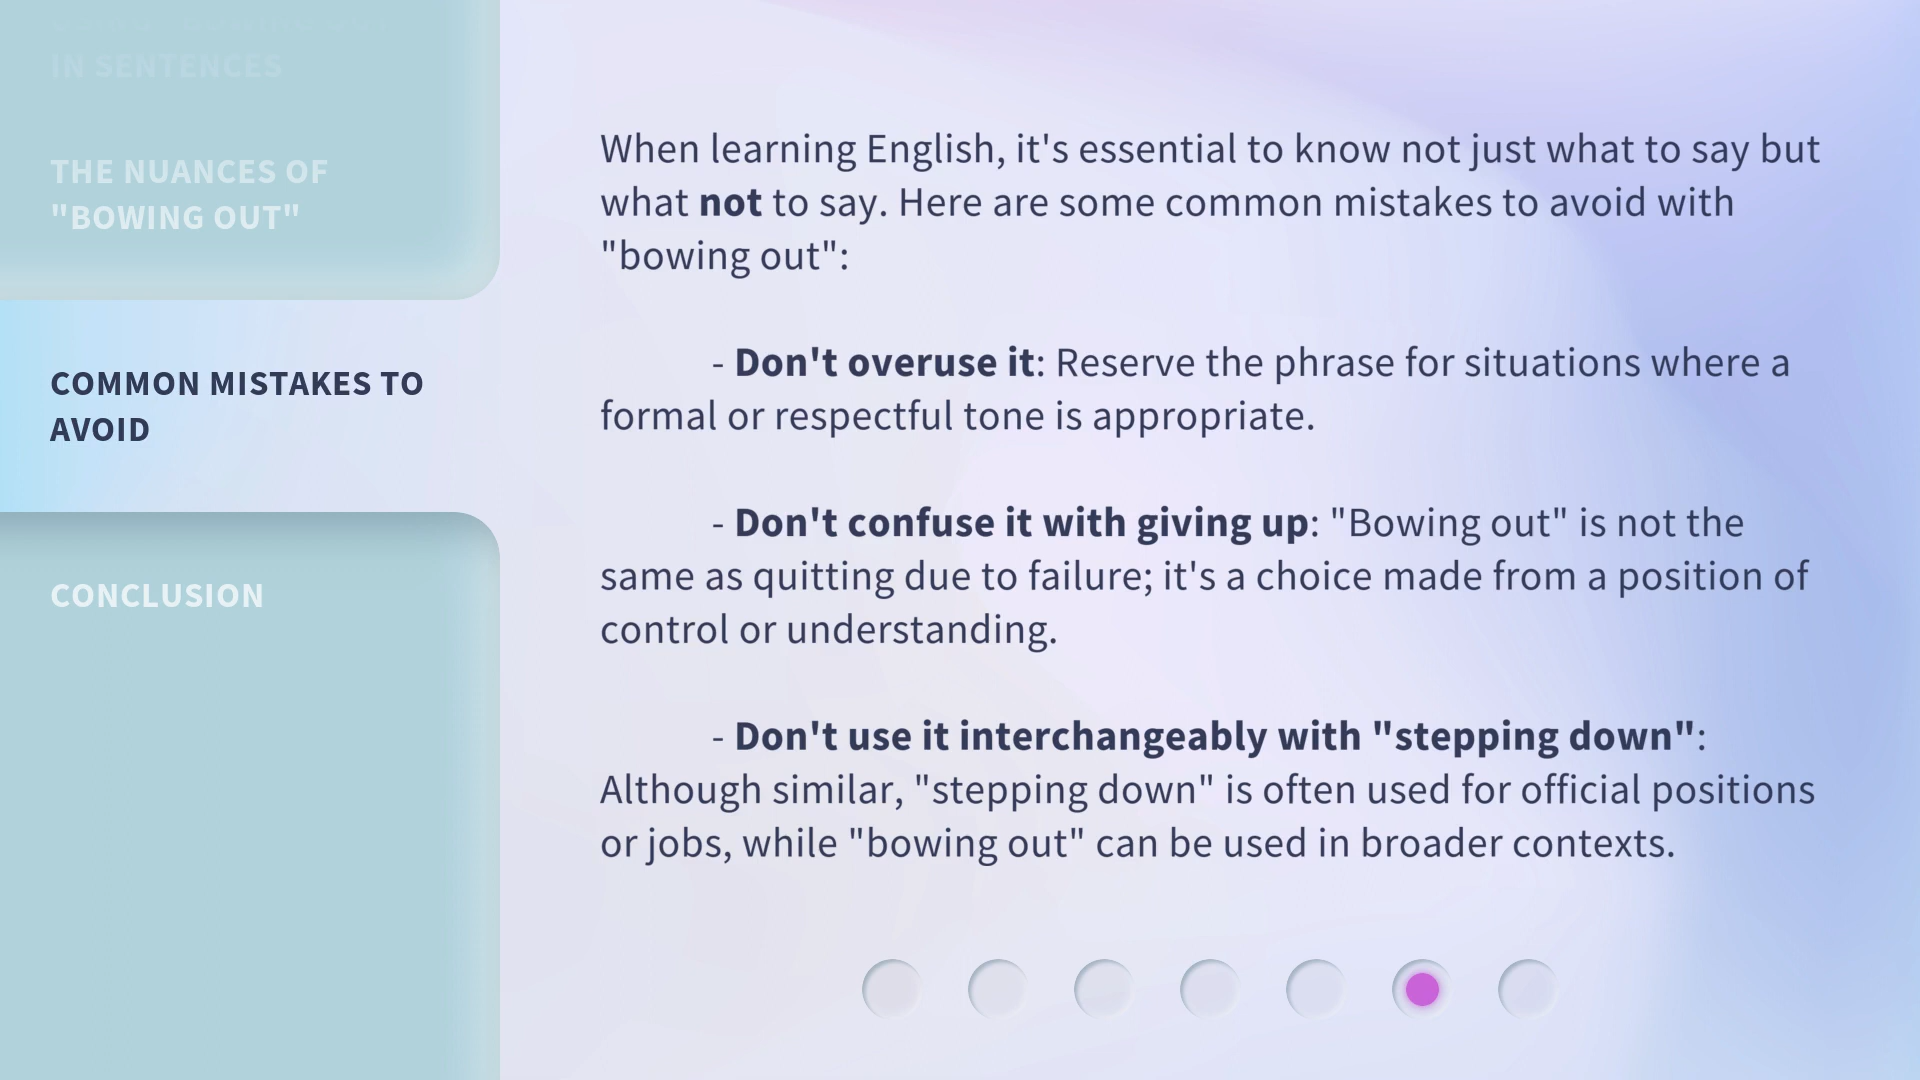 IN SENTENCES
THE NUANCES OF
"BOWING OUT"
COMMON MISTAKES TO
AVOID
CONCLUSION
When learning English, it's essential to know not just what to say but
what not to say. Here are some common mistakes to avoid with
"bowing out":
- Don't overuse it: Reserve the phrase for situations where a
formal or respectful tone is appropriate.
- Don't confuse it with giving up: "Bowing out" is not the
same as quitting due to failure; it's a choice made from a position of
control or understanding.
- Don't use it interchangeably with "stepping down":
Although similar, "stepping down" is often used for official positions
or jobs, while "bowing out" can be used in broader contexts.